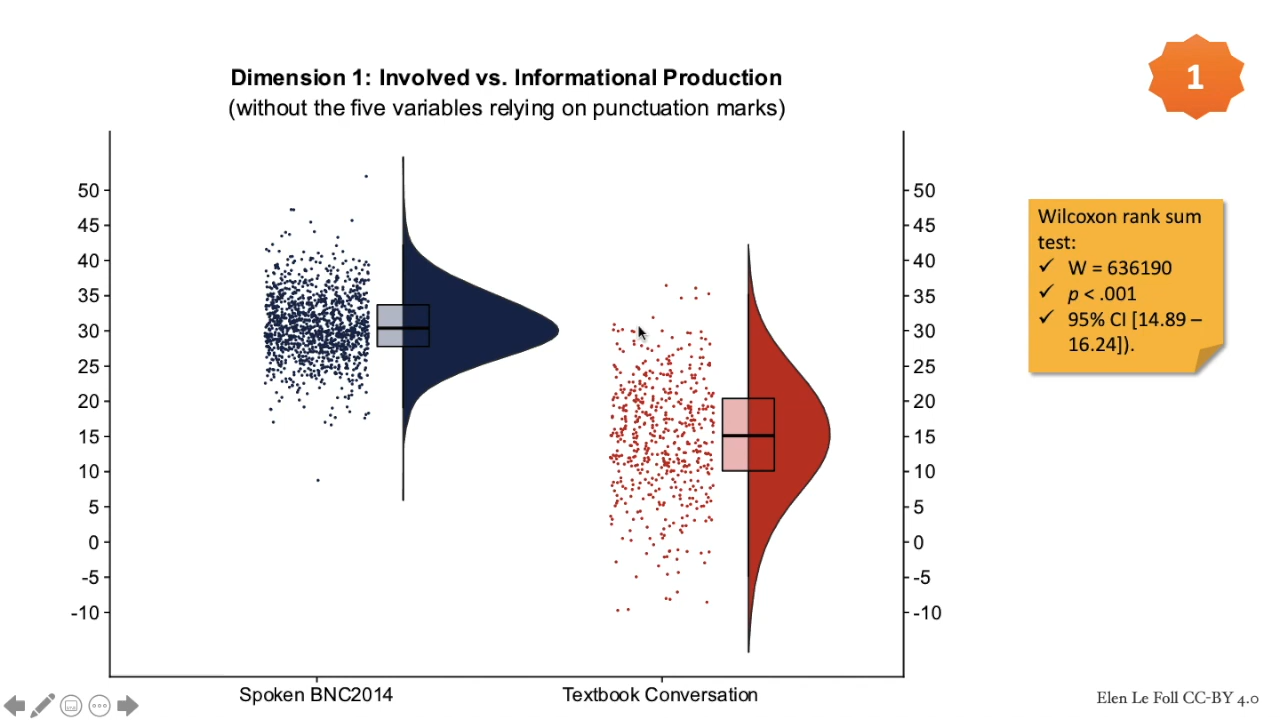 Dimension 1: Involved vs. Informational Production
(without the five variables relying on punctuation marks)
1
50
45
40
35
30
25
20
15
10
5
0
-5
-10
50
45
40
35
30
25
20
15
10
5
0
-5
-10
Spoken BNC2014
Textbook Conversation
Wilcoxon rank sum
test:
✓ W = 636190
✓ p < .001
✓ 95% CI [14.89 –
16.24]).
Elen Le Foll CC-BY 4.0